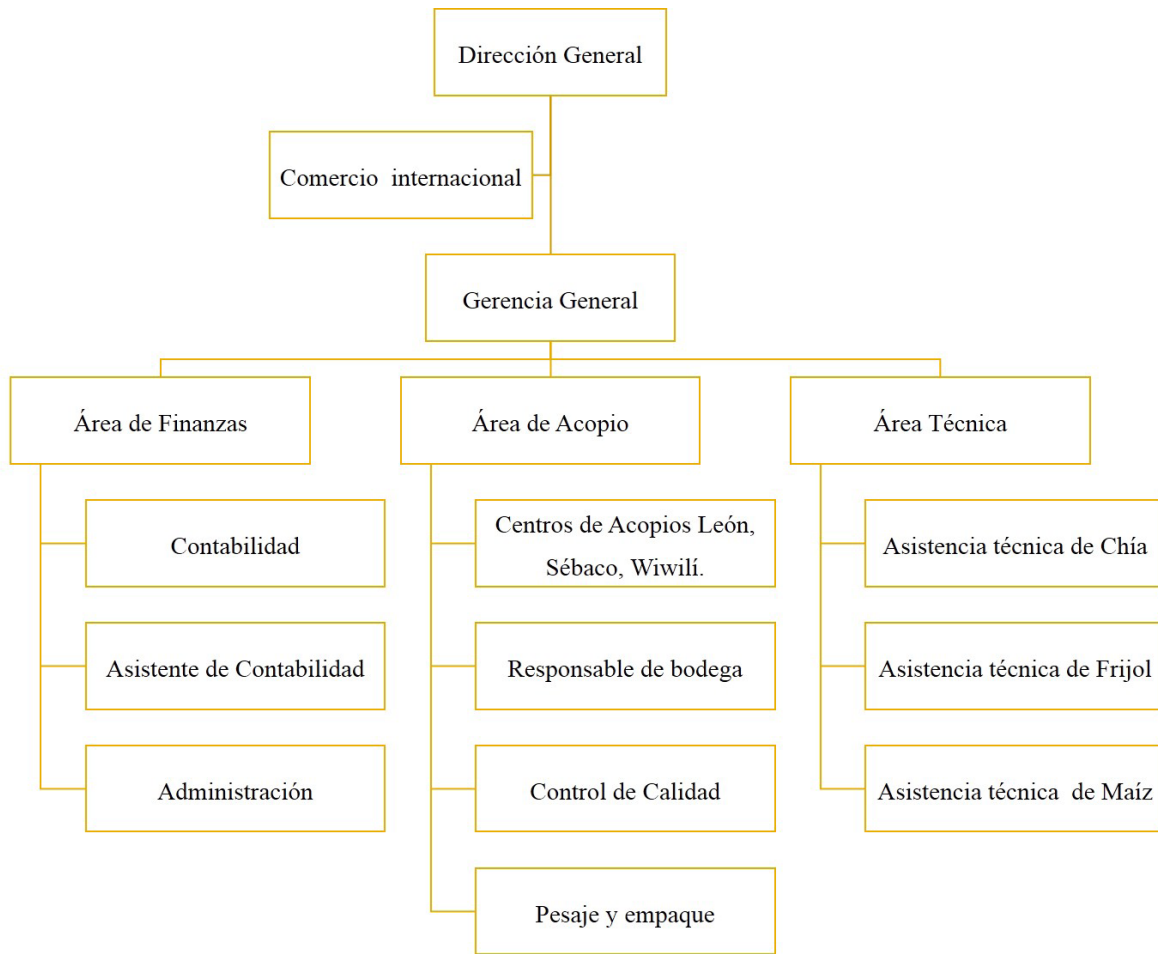 Dirección General
Comercio internacional
Gerencia General
Área de Finanzas
Área de Acopio
Área Técnica
Contabilidad
Centros de Acopios León,
Sébaco, Wiwilí.
Asistencia técnica de Chía
Asistente de Contabilidad
Responsable de bodega
Asistencia técnica de Frijol
Administración
Control de Calidad
Asistencia técnica de Maíz
Pesaje y empaque